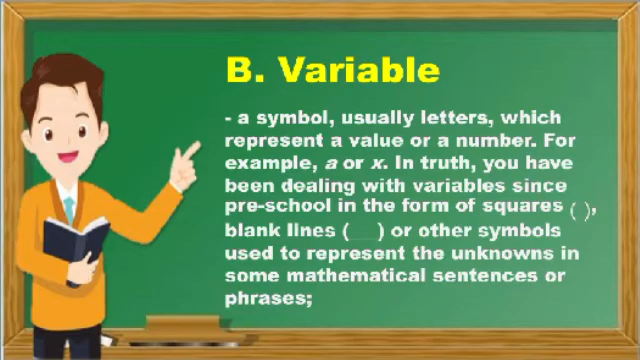 B. Variable
- a symbol, usually letters, which
represent a value or a number. For
example, a or x. In truth, you have
been dealing with variables since
pre-school in the form of squares ( ),
blank lines (___) or other symbols
used to represent the unknowns in
some mathematical sentences or
phrases;